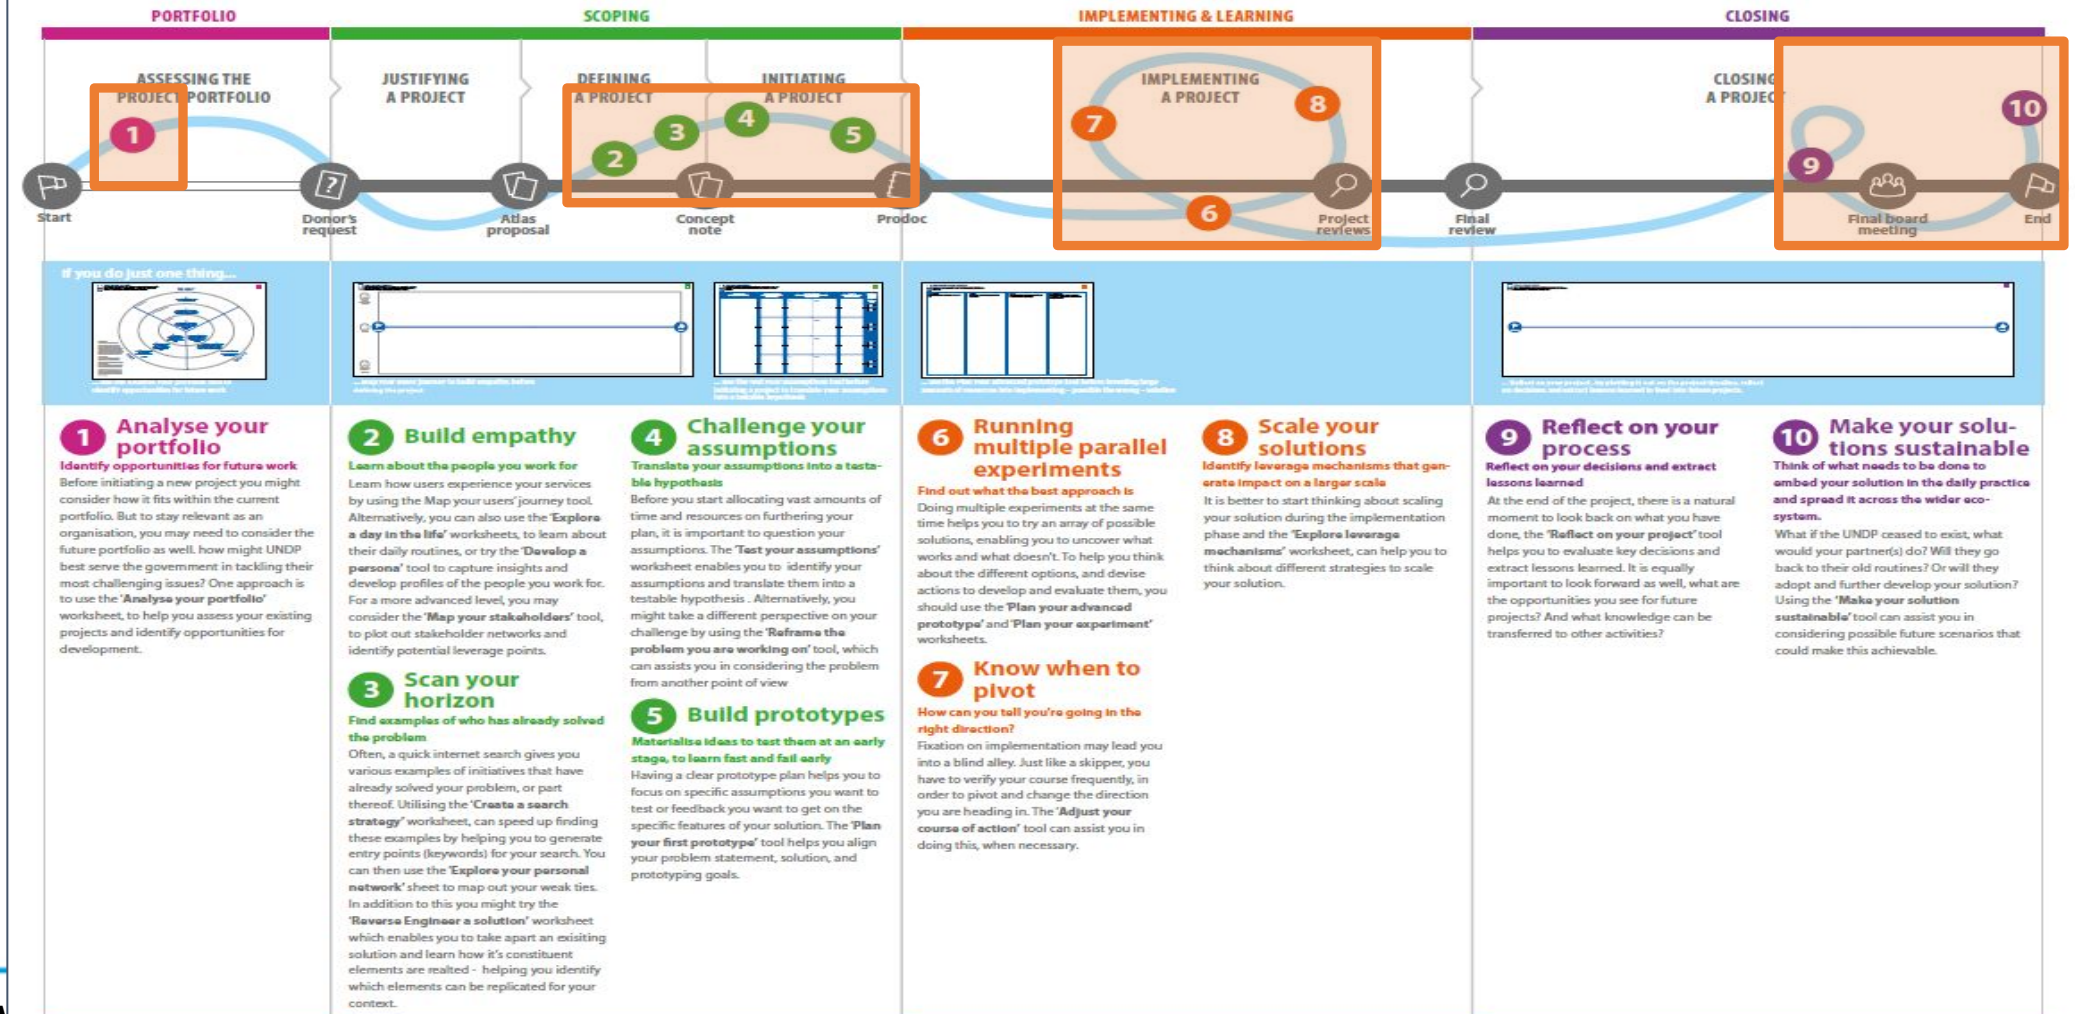 PORTFOLIO
SCOPING
IMPLEMENTING & LEARNING
CLOSING
ASSESSING THE
PROJECT PORTFOLIO
JUSTIFYING
A PROJECT
DEFINING
A PROJECT
INITIATING
A PROJECT
IMPLEMENTING
A PROJECT
CLOSING
A PROJECT
1
2
3
4
5
6
7
8
9
10
Start
Donor's
request
Atlas
proposal
Concept
note
Prodoc
Project
reviews
Final
review
Final board
meeting
End
If you do just one thing...
1
Analyse your
portfolio
Identify opportunities for future work
Before initiating a new project you might
consider how it fits within the current
portfolio. But to stay relevant as an
organisation, you may need to consider the
future portfolio as well. how might UNDP
best serve the government in tackling their
most challenging issues? One approach is
to use the 'Analyse your portfolio'
worksheet, to help you assess your existing
projects and identify opportunities for
development.
2
Build empathy
Learn about the people you work for
Learn how users experience your services
by using the Map your users' journey tool.
Alternatively, you can also use the 'Explore
a day in the life' worksheets, to learn about
their daily routines, or try the 'Develop a
persona' tool to capture insights and
develop profiles of the people you work for.
For a more advanced level, you may
consider the 'Map your stakeholders' tool,
to plot out stakeholder networks and
identify potential leverage points.
3
Scan your
horizon
Find examples of who has already solved
the problem
Often, a quick internet search gives you
various examples of initiatives that have
already solved your problem, or part
thereof. Utilising the 'Create a search
strategy' worksheet, can speed up finding
these examples by helping you to generate
entry points (keywords) for your search. You
can then use the 'Explore your personal
network' sheet to map out your weak ties.
In addition to this you might try the
'Reverse Engineer a solution' worksheet
which enables you to take apart an exisiting
solution and learn how it's constituent
elements are realted - helping you identify
which elements can be replicated for your
context.
4
Challenge your
assumptions
Translate your assumptions into a testa-
ble hypothesis
Before you start allocating vast amounts of
time and resources on furthering your
plan, it is important to question your
assumptions. The 'Test your assumptions'
worksheet enables you to identify your
assumptions and translate them into a
testable hypothesis . Alternatively, you
might take a different perspective on your
challenge by using the 'Reframe the
problem you are working on' tool, which
can assists you in considering the problem
from another point of view
5
Build prototypes
Materialise ideas to test them at an early
stage, to learn fast and fail early
Having a clear prototype plan helps you to
focus on specific assumptions you want to
test or feedback you want to get on the
specific features of your solution. The 'Plan
your first prototype' tool helps you align
your problem statement, solution, and
prototyping goals.
6
Running
multiple parallel
experiments
Find out what the best approach is
Doing multiple experiments at the same
time helps you to try an array of possible
solutions, enabling you to uncover what
works and what doesn't. To help you think
about the different options, and devise
actions to develop and evaluate them, you
should use the 'Plan your advanced
prototype' and 'Plan your experiment'
worksheets.
7
Know when to
pivot
How can you tell you're going in the
right direction?
Fixation on implementation may lead you
into a blind alley. Just like a skipper, you
have to verify your course frequently, in
order to pivot and change the direction
you are heading in. The 'Adjust your
course of action' tool can assist you in
doing this, when necessary.
8
Scale your
solutions
Identify leverage mechanisms that gen-
erate impact on a larger scale
It is better to start thinking about scaling
your solution during the implementation
phase and the 'Explore leverage
mechanisms' worksheet, can help you to
think about different strategies to scale
your solution.
9
Reflect on your
process
Reflect on your decisions and extract
lessons learned
At the end of the project, there is a natural
moment to look back on what you have
done, the 'Reflect on your project' tool
helps you to evaluate key decisions and
extract lessons learned. It is equally
important to look forward as well, what are
the opportunities you see for future
projects? And what knowledge can be
transferred to other activities?
10
Make your solu-
tions sustainable
Think of what needs to be done to
embed your solution in the daily practice
and spread it across the wider eco-
system.
What if the UNDP ceased to exist, what
would your partner(s) do? Will they go
back to their old routines? Or will they
adopt and further develop your solution?
Using the 'Make your solution
sustainable' tool can assist you in
considering possible future scenarios that
could make this achievable.